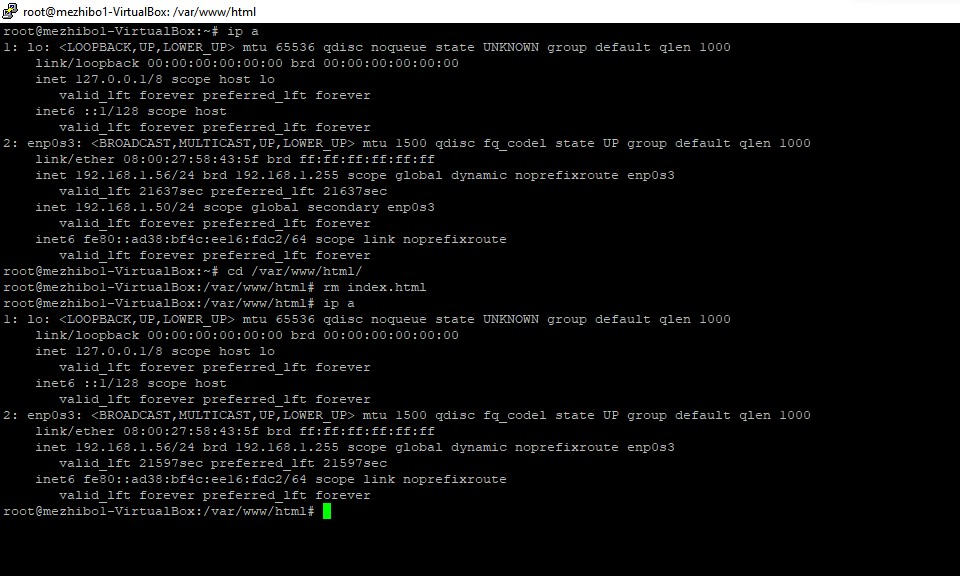 root@mezhibo1-VirtualBox: /var/www/html
root@mezhibo1-VirtualBox:~# ip a
1: lo: <LOOPBACK,UP,LOWER_UP> mtu 65536 qdisc noqueue state UNKNOWN group default qlen 1000
    link/loopback 00:00:00:00:00:00 brd 00:00:00:00:00:00
    inet 127.0.0.1/8 scope host lo
       valid_lft forever preferred_lft forever
    inet6 ::1/128 scope host
       valid_lft forever preferred_lft forever
2: enp0s3: <BROADCAST,MULTICAST,UP,LOWER_UP> mtu 1500 qdisc fq_codel state UP group default qlen 1000
    link/ether 08:00:27:58:43:5f brd ff:ff:ff:ff:ff:ff
    inet 192.168.1.56/24 brd 192.168.1.255 scope global dynamic noprefixroute enp0s3
       valid_lft 21637sec preferred_lft 21637sec
    inet 192.168.1.50/24 scope global secondary enp0s3
       valid_lft forever preferred_lft forever
    inet6 fe80::ad38:bf4c:ee16:fdc2/64 scope link noprefixroute
       valid_lft forever preferred_lft forever
root@mezhibo1-VirtualBox:~# cd /var/www/html/
root@mezhibo1-VirtualBox:/var/www/html# rm index.html
root@mezhibo1-VirtualBox:/var/www/html# ip a
1: lo: <LOOPBACK,UP,LOWER_UP> mtu 65536 qdisc noqueue state UNKNOWN group default qlen 1000
    link/loopback 00:00:00:00:00:00 brd 00:00:00:00:00:00
    inet 127.0.0.1/8 scope host lo
       valid_lft forever preferred_lft forever
    inet6 ::1/128 scope host
       valid_lft forever preferred_lft forever
2: enp0s3: <BROADCAST,MULTICAST,UP,LOWER_UP> mtu 1500 qdisc fq_codel state UP group default qlen 1000
    link/ether 08:00:27:58:43:5f brd ff:ff:ff:ff:ff:ff
    inet 192.168.1.56/24 brd 192.168.1.255 scope global dynamic noprefixroute enp0s3
       valid_lft 21597sec preferred_lft 21597sec
    inet6 fe80::ad38:bf4c:ee16:fdc2/64 scope link noprefixroute
       valid_lft forever preferred_lft forever
root@mezhibo1-VirtualBox:/var/www/html#